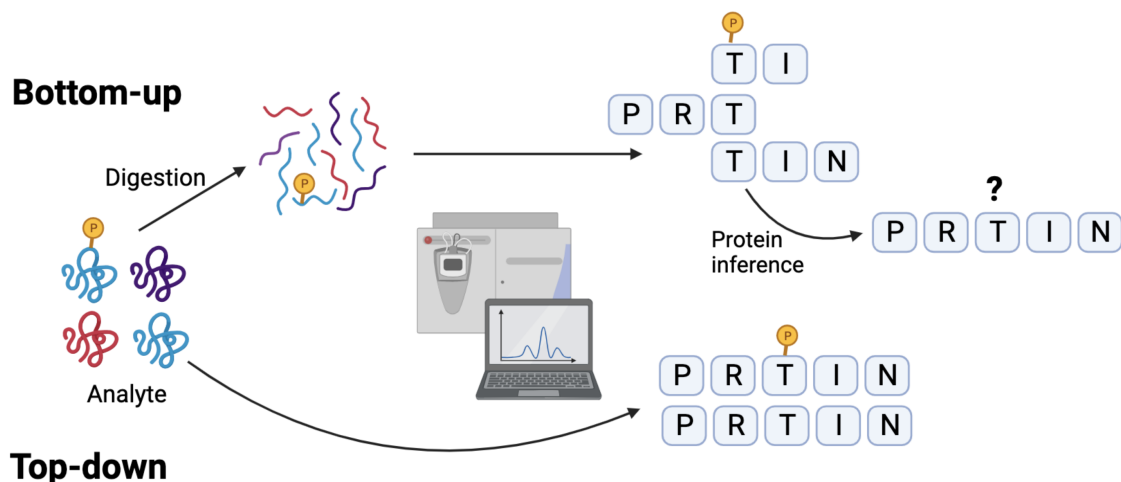 P
T I
Bottom-up
P R T
T I N
Digestion
P
?
P
P R T I N
Protein
inference
P
P R T I N
Analyte
P R T I N
Top-down